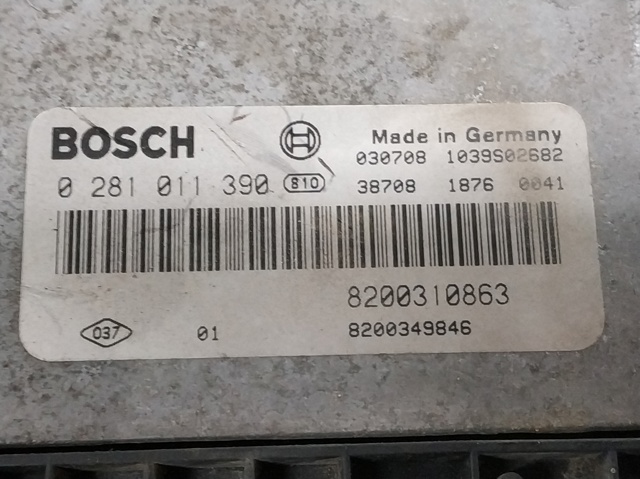 BOSCH
Made in Germany
030708 1039S02682
0 281 011 390 810 38708 1876 0041
8200310863
037 01 8200349846